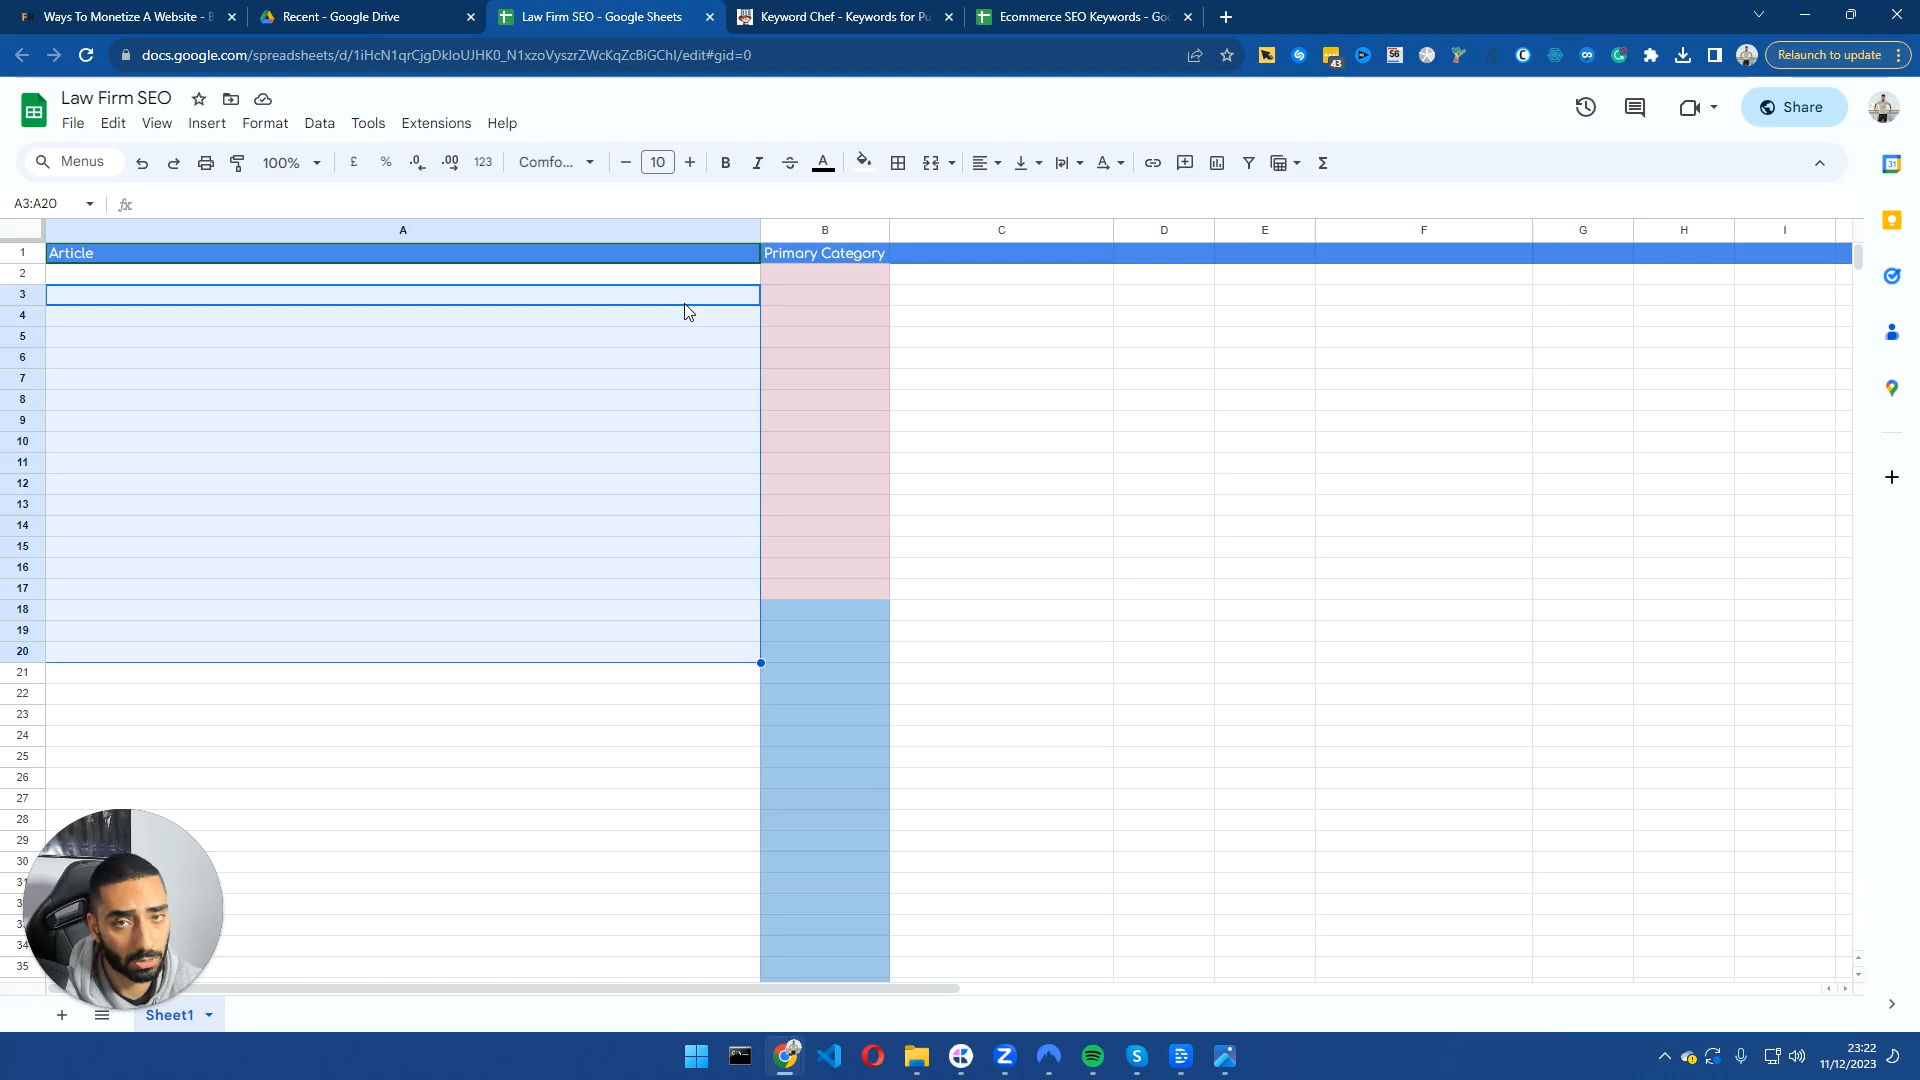 Ways To Monetize A Website - B
Recent - Google Drive
Law Firm SEO - Google Sheets
Keyword Chef - Keywords for Pu
Ecommerce SEO Keywords - Goo
docs.google.com/spreadsheets/d/1iHcN1qrCjgDkIoUJHK0_N1xzoVyszrZWcKqZcBiGChI/edit#gid=0
43
56
Relaunch to update
Law Firm SEO
File Edit View Insert Format Data Tools Extensions Help
Share
Menus
100%
£
%
.0
.00
123
Comfo...
10
31
A3:A20
fx
A B C D E F G H I
1 Article Primary Category
2
3
4
5
6
7
8
9
10
11
12
13
14
15
16
17
18
19
20
21
22
23
24
25
26
27
28
29
30
31
34
35
Sheet1
23:22
11/12/2023